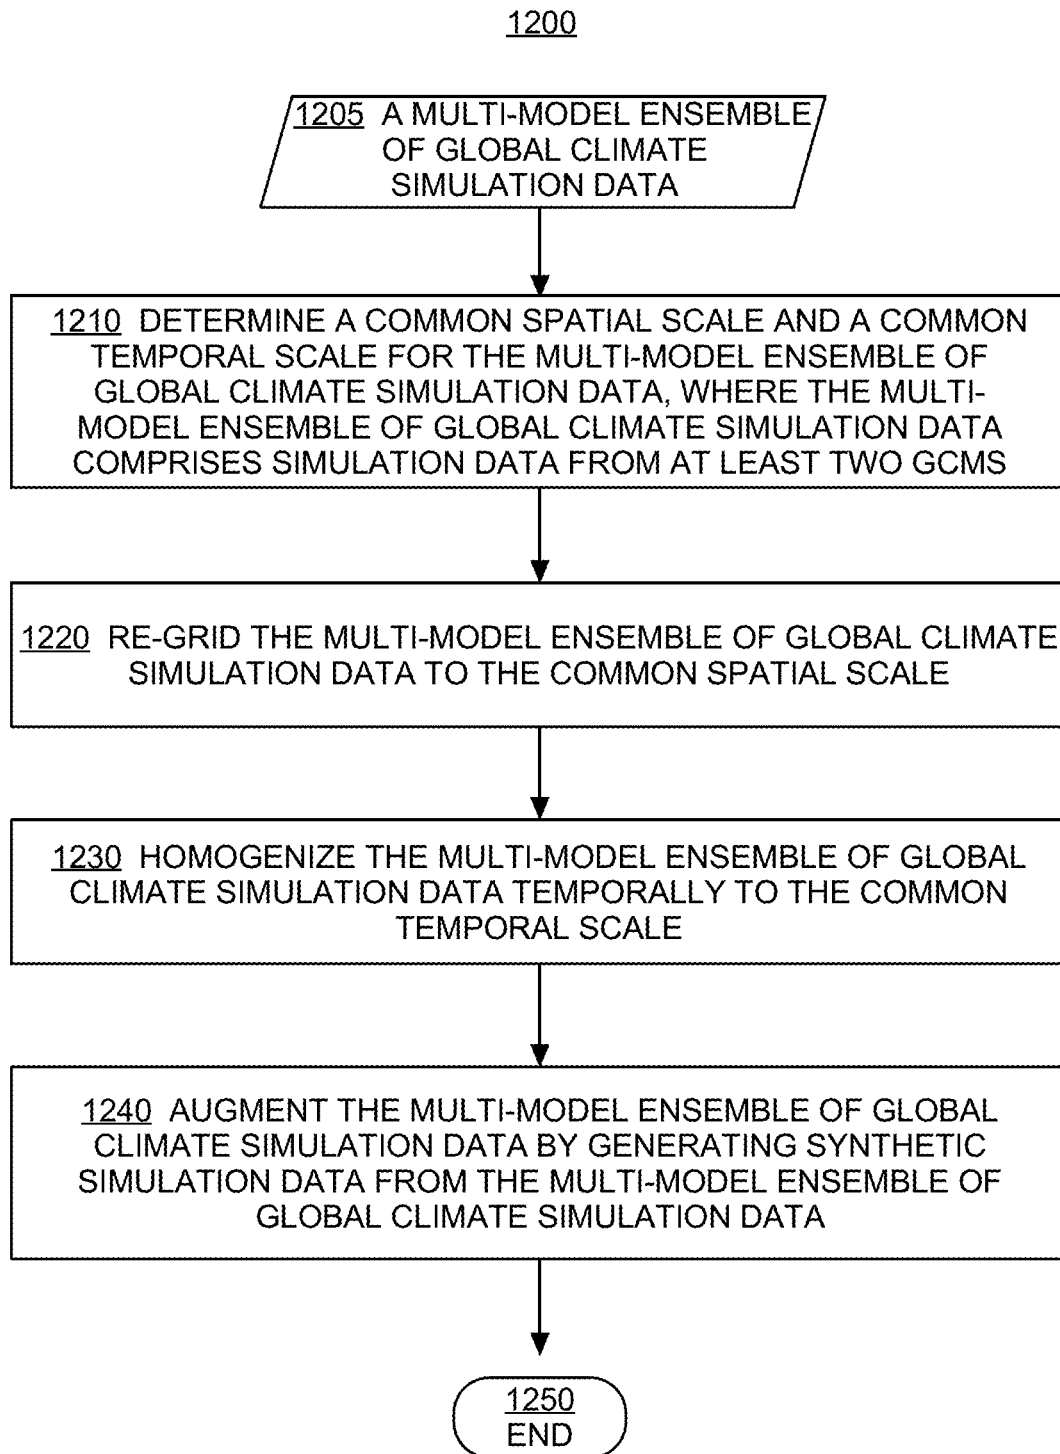 1200
1205 A MULTI-MODEL ENSEMBLE
OF GLOBAL CLIMATE
SIMULATION DATA
1210 DETERMINE A COMMON SPATIAL SCALE AND A COMMON
TEMPORAL SCALE FOR THE MULTI-MODEL ENSEMBLE OF
GLOBAL CLIMATE SIMULATION DATA, WHERE THE MULTI-
MODEL ENSEMBLE OF GLOBAL CLIMATE SIMULATION DATA
COMPRISES SIMULATION DATA FROM AT LEAST TWO GCMS
1220 RE-GRID THE MULTI-MODEL ENSEMBLE OF GLOBAL CLIMATE
SIMULATION DATA TO THE COMMON SPATIAL SCALE
1230 HOMOGENIZE THE MULTI-MODEL ENSEMBLE OF GLOBAL
CLIMATE SIMULATION DATA TEMPORALLY TO THE COMMON
TEMPORAL SCALE
1240 AUGMENT THE MULTI-MODEL ENSEMBLE OF GLOBAL
CLIMATE SIMULATION DATA BY GENERATING SYNTHETIC
SIMULATION DATA FROM THE MULTI-MODEL ENSEMBLE OF
GLOBAL CLIMATE SIMULATION DATA
1250
END